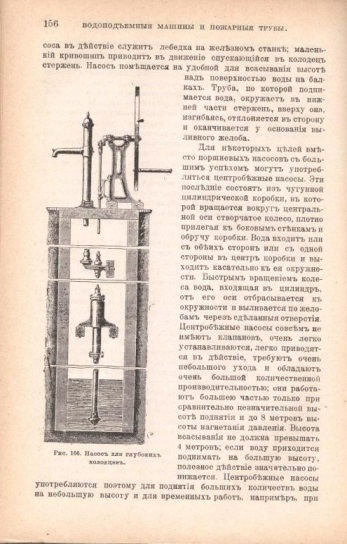 156
ВОДОПОДЪЕМНЫЯ МАШИНЫ И ПОЖАРНЫЯ ТРУБЫ.
соса въ дѣйствіе служитъ лебедка на желѣзномъ станкѣ; малень-
кій кривошипъ приводитъ въ движеніе спускающійся въ колодецъ
стержень. Насосъ помѣщается на удобной для всасыванія высотѣ
надъ поверхностью воды на бал-
кахъ. Труба, по которой подни-
мается вода, окружаетъ въ ниж-
ней части стержень, вверху она,
изгибаясь, отклоняется въ сторону
и оканчивается у основанія вы-
ливного желоба.
Для нѣкоторыхъ цѣлей вмѣ-
сто поршневыхъ насосовъ съ боль-
шимъ успѣхомъ могутъ употреб-
литься центробѣжные насосы. Эти
послѣдніе состоятъ изъ чугунной
цилиндрической коробки, въ кото-
рой вращается вокругъ централь-
ной оси створчатое колесо, плотно
прилегая къ боковымъ стѣнкамъ и
обручу коробки. Вода входитъ или
съ обѣихъ сторонъ или съ одной
стороны въ центръ коробки и вы-
ходитъ касательно къ ея окружно-
сти. Быстрымъ вращеніемъ коле-
са вода, входящая въ цилиндръ,
отъ его оси отбрасывается къ
окружности и выливается по жело-
бамъ черезъ сдѣланныя отверстія.
Центробѣжные насосы совсѣмъ не
имѣютъ клапановъ, очень легко
устанавливаются, легко приводят-
ся въ дѣйствіе, требуютъ очень
небольшого ухода и обладаютъ
очень большой количественной
производительностью; они работа-
ютъ большею частью только при
сравнительно незначительной вы-
сотѣ поднятія и до 8 метровъ вы-
соты нагнетанія давленія. Высота
всасыванія не должна превышать
4 метровъ; если воду приходится
поднимать на большую высоту,
полезное дѣйствіе значительно по-
нижается. Центробѣжные насосы
Рис. 106. Насосъ для глубокихъ
колодцевъ.
употребляются поэтому для поднятія большихъ количествъ воды
на небольшую высоту и для временныхъ работъ, напримѣръ, при